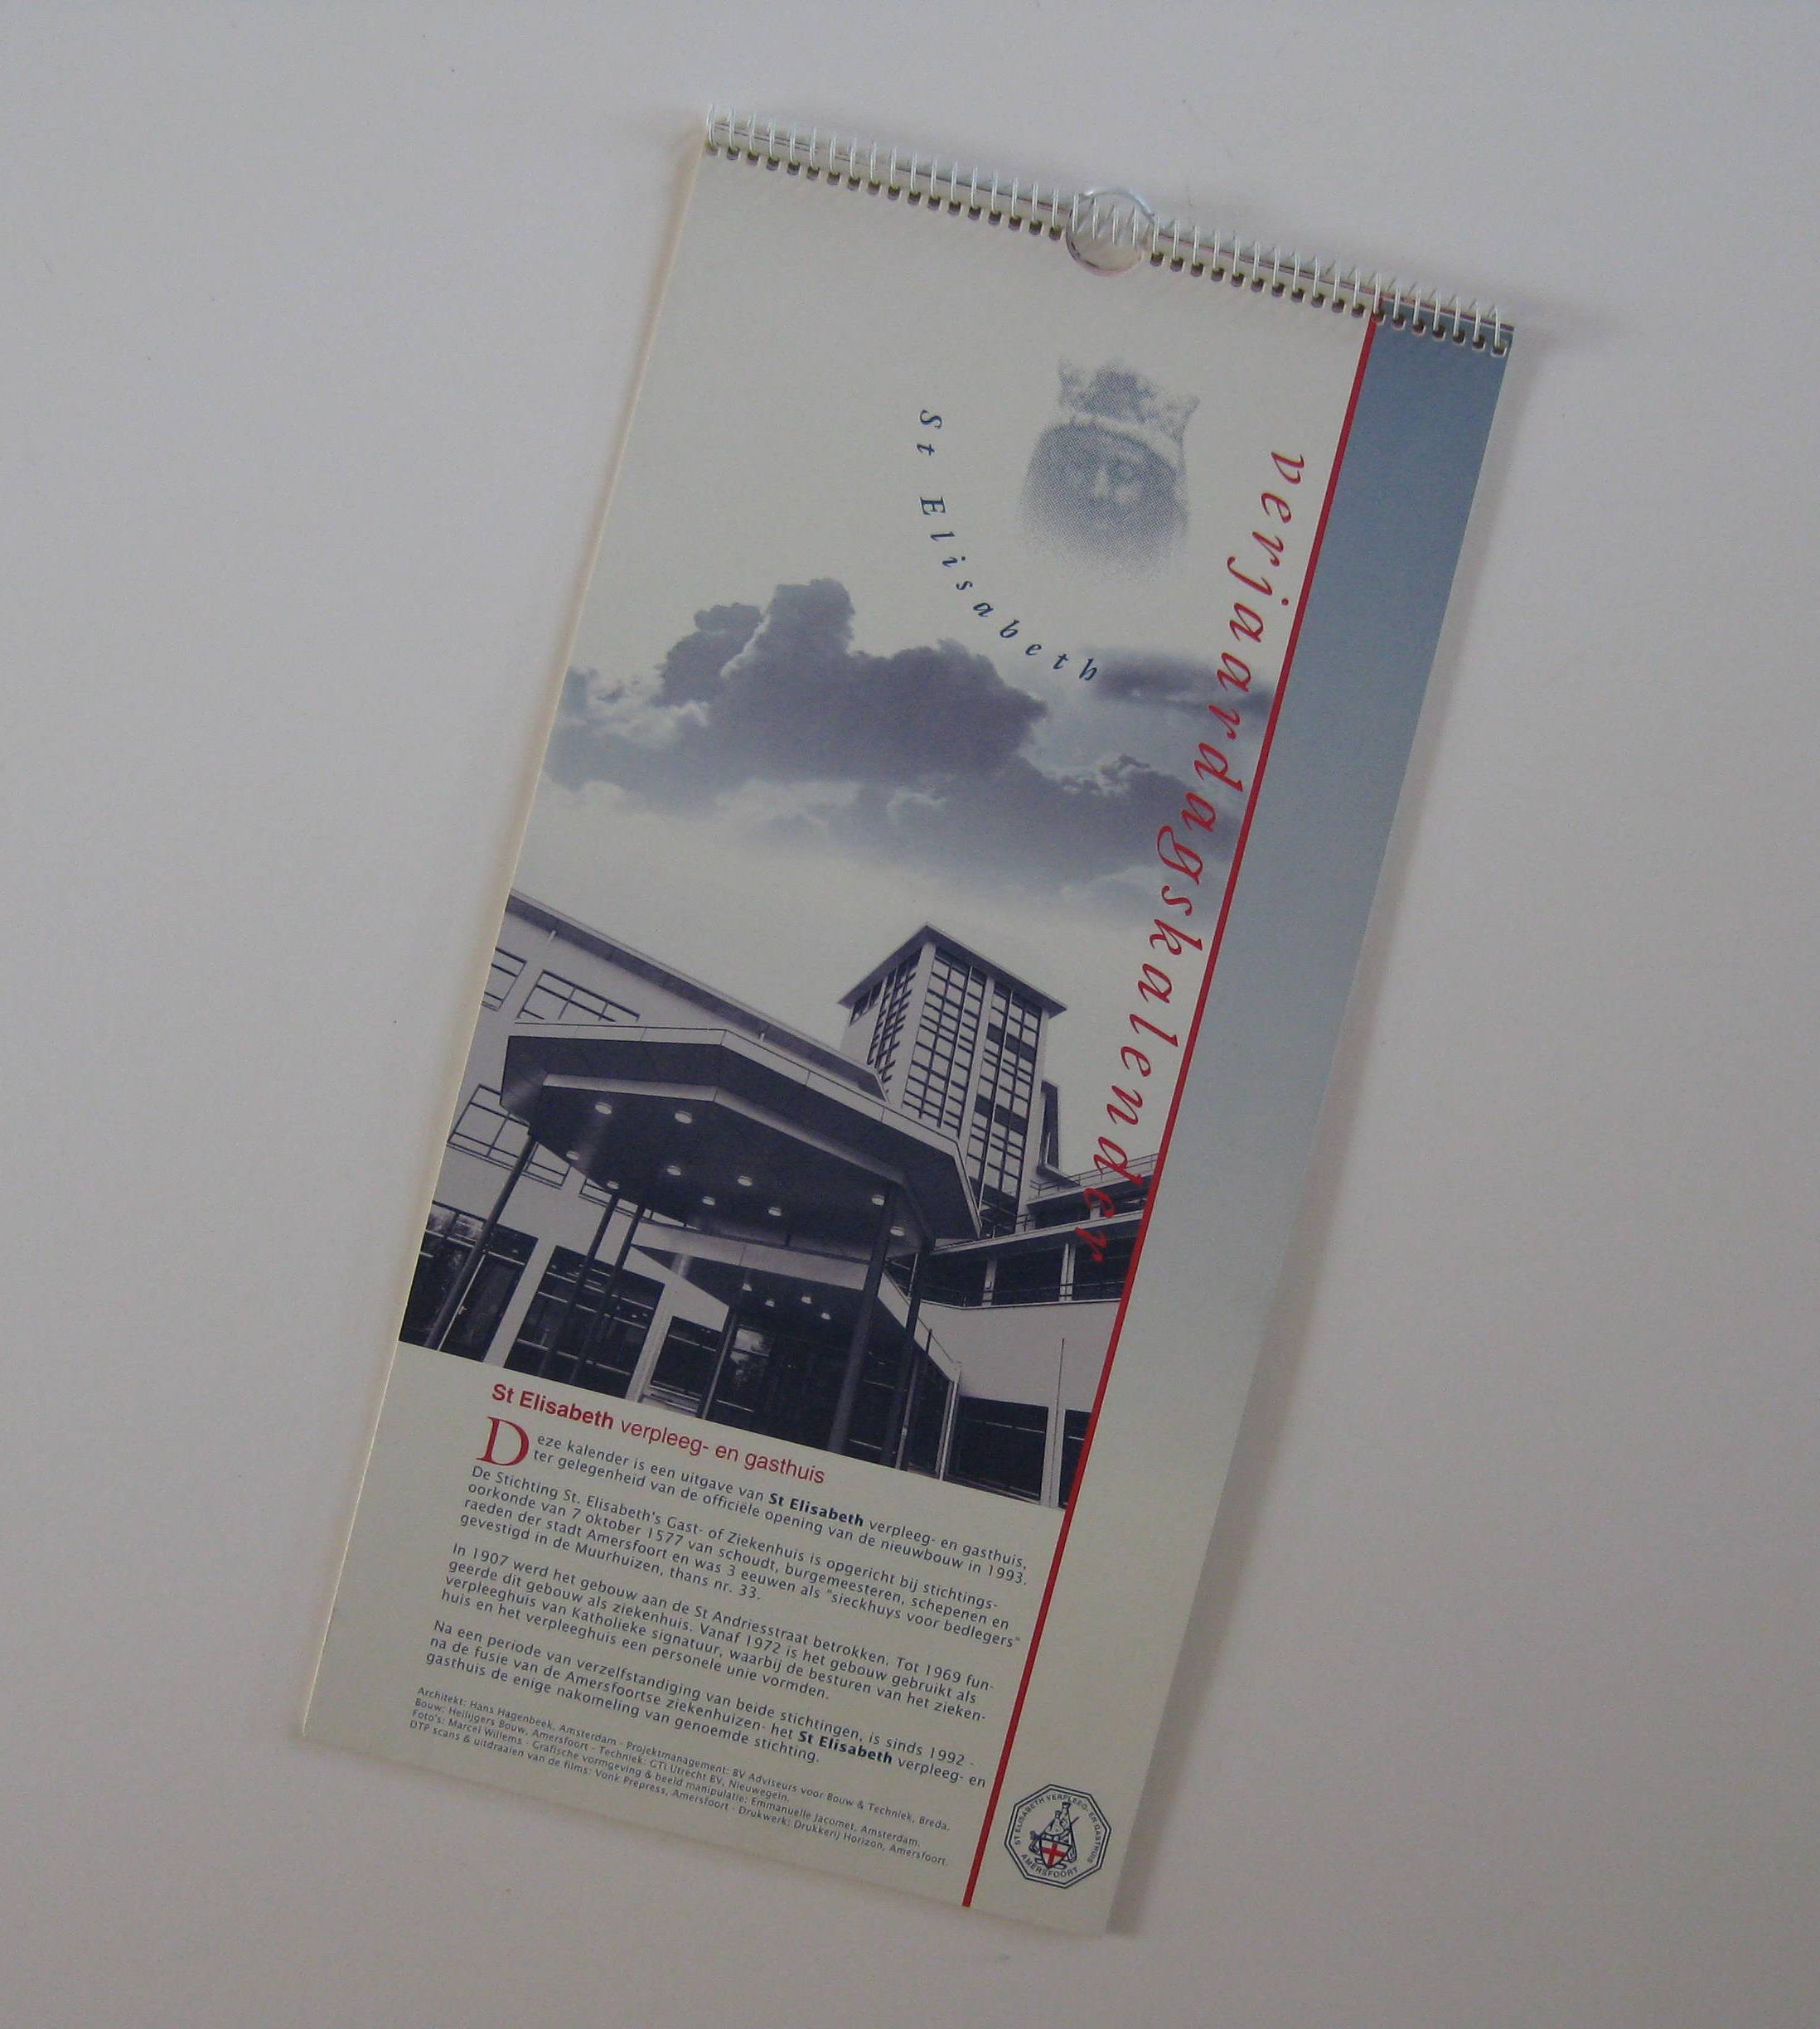 St Elisabeth
verjaardagskalender
St Elisabeth verpleeg- en gasthuis
Deze kalender is een uitgave van St Elisabeth verpleeg- en gasthuis,
ter gelegenheid van de officiële opening van de nieuwbouw in 1993.
De Stichting St. Elisabeth's Gast- of Ziekenhuis is opgericht bij stichtings-
oorkonde van 7 oktober 1577 van schoudt, burgemeesteren, schepenen en
raeden der stadt Amersfoort en was 3 eeuwen als "sieckhuys voor bedlegers"
gevestigd in de Muurhuizen, thans nr. 33.
In 1907 werd het gebouw aan de St Andriesstraat betrokken. Tot 1969 fun-
geerde dit gebouw als ziekenhuis. Vanaf 1972 is het gebouw gebruikt als
verpleeghuis van Katholieke signatuur, waarbij de besturen van het zieken-
huis en het verpleeghuis een personele unie vormden.
Na een periode van verzelfstandiging van beide stichtingen, is sinds 1992 -
na de fusie van de Amersfoortse ziekenhuizen- het St Elisabeth verpleeg- en
gasthuis de enige nakomeling van genoemde stichting.
Architekt: Hans Hagenbeek, Amsterdam - Projektmanagement: BV Adviseurs voor Bouw & Techniek, Breda.
Bouw: Heilijgers Bouw, Amersfoort - Techniek: GTI Utrecht BV, Nieuwegein.
Foto's: Marcel Willems - Grafische vormgeving & beeld manipulatie: Emmanuelle Jacomet, Amsterdam.
DTP scans & uitdraaien van de films: Vonk Prepress, Amersfoort - Drukwerk: Drukkerij Horizon, Amersfoort.
ST ELISABETH VERPLEEG- EN GASTHUIS
AMERSFOORT